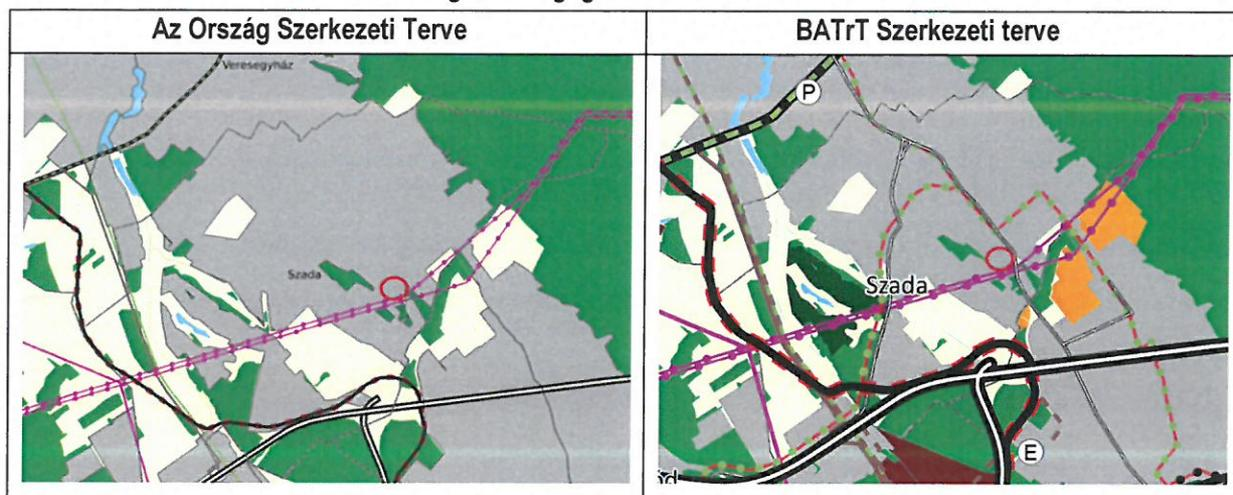 Az Ország Szerkezeti Terve
BATrT Szerkezeti terve
Veresegyház
Szada
P
Szada
E